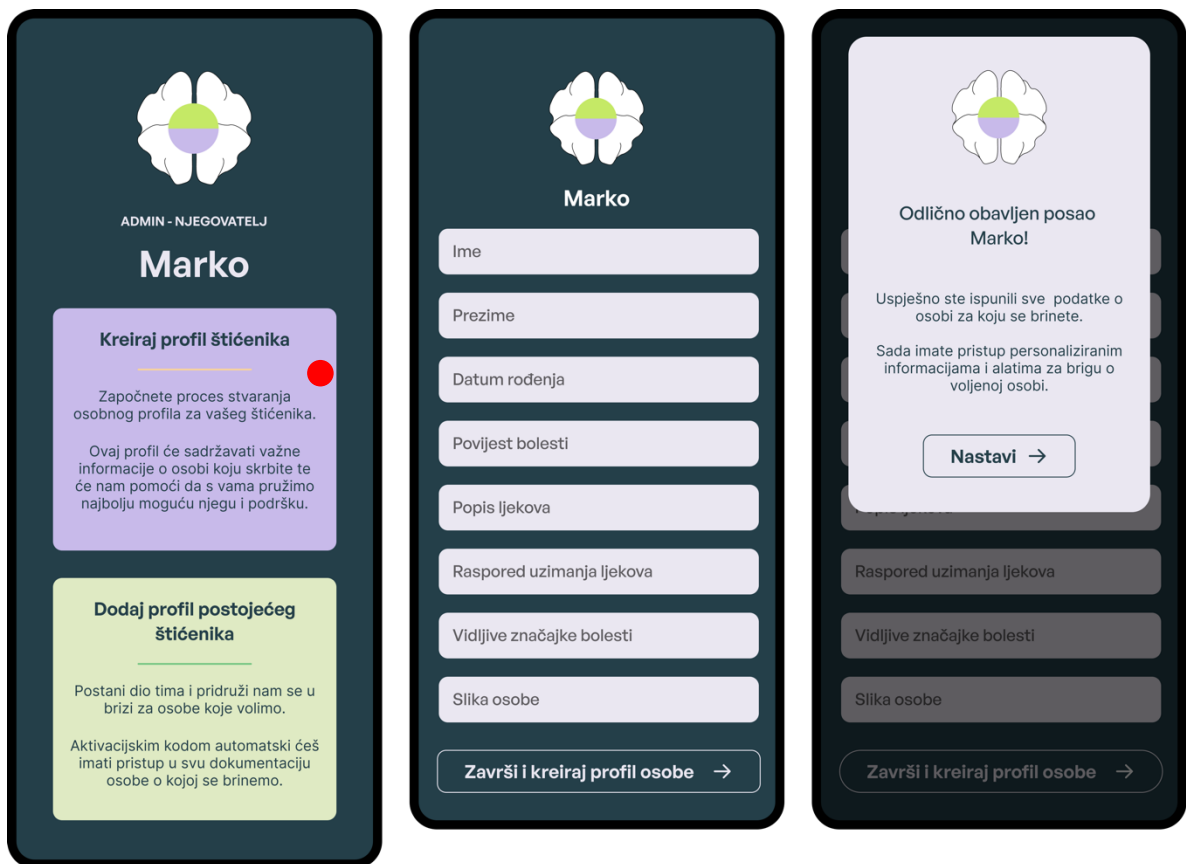 ADMIN - NJEGOVATELJ
Marko
Kreiraj profil štićenika
Započnete proces stvaranja
osobnog profila za vašeg štićenika.
Ovaj profil će sadržavati važne
informacije o osobi koju skrbite te
će nam pomoći da s vama pružimo
najbolju moguću njegu i podršku.
Dodaj profil postojećeg
štićenika
Postani dio tima i pridruži nam se u
brizi za osobe koje volimo.
Aktivacijskim kodom automatski ćeš
imati pristup u svu dokumentaciju
osobe o kojoj se brinemo.
Marko
Ime
Prezime
Datum rođenja
Povijest bolesti
Popis ljekova
Raspored uzimanja ljekova
Vidljive značajke bolesti
Slika osobe
Završi i kreiraj profil osobe →
Odlično obavljen posao
Marko!
Uspješno ste ispunili sve podatke o
osobi za koju se brinete.
Sada imate pristup personaliziranim
informacijama i alatima za brigu o
voljenoj osobi.
Nastavi →
Raspored uzimanja ljekova
Vidljive značajke bolesti
Slika osobe
Završi i kreiraj profil osobe →